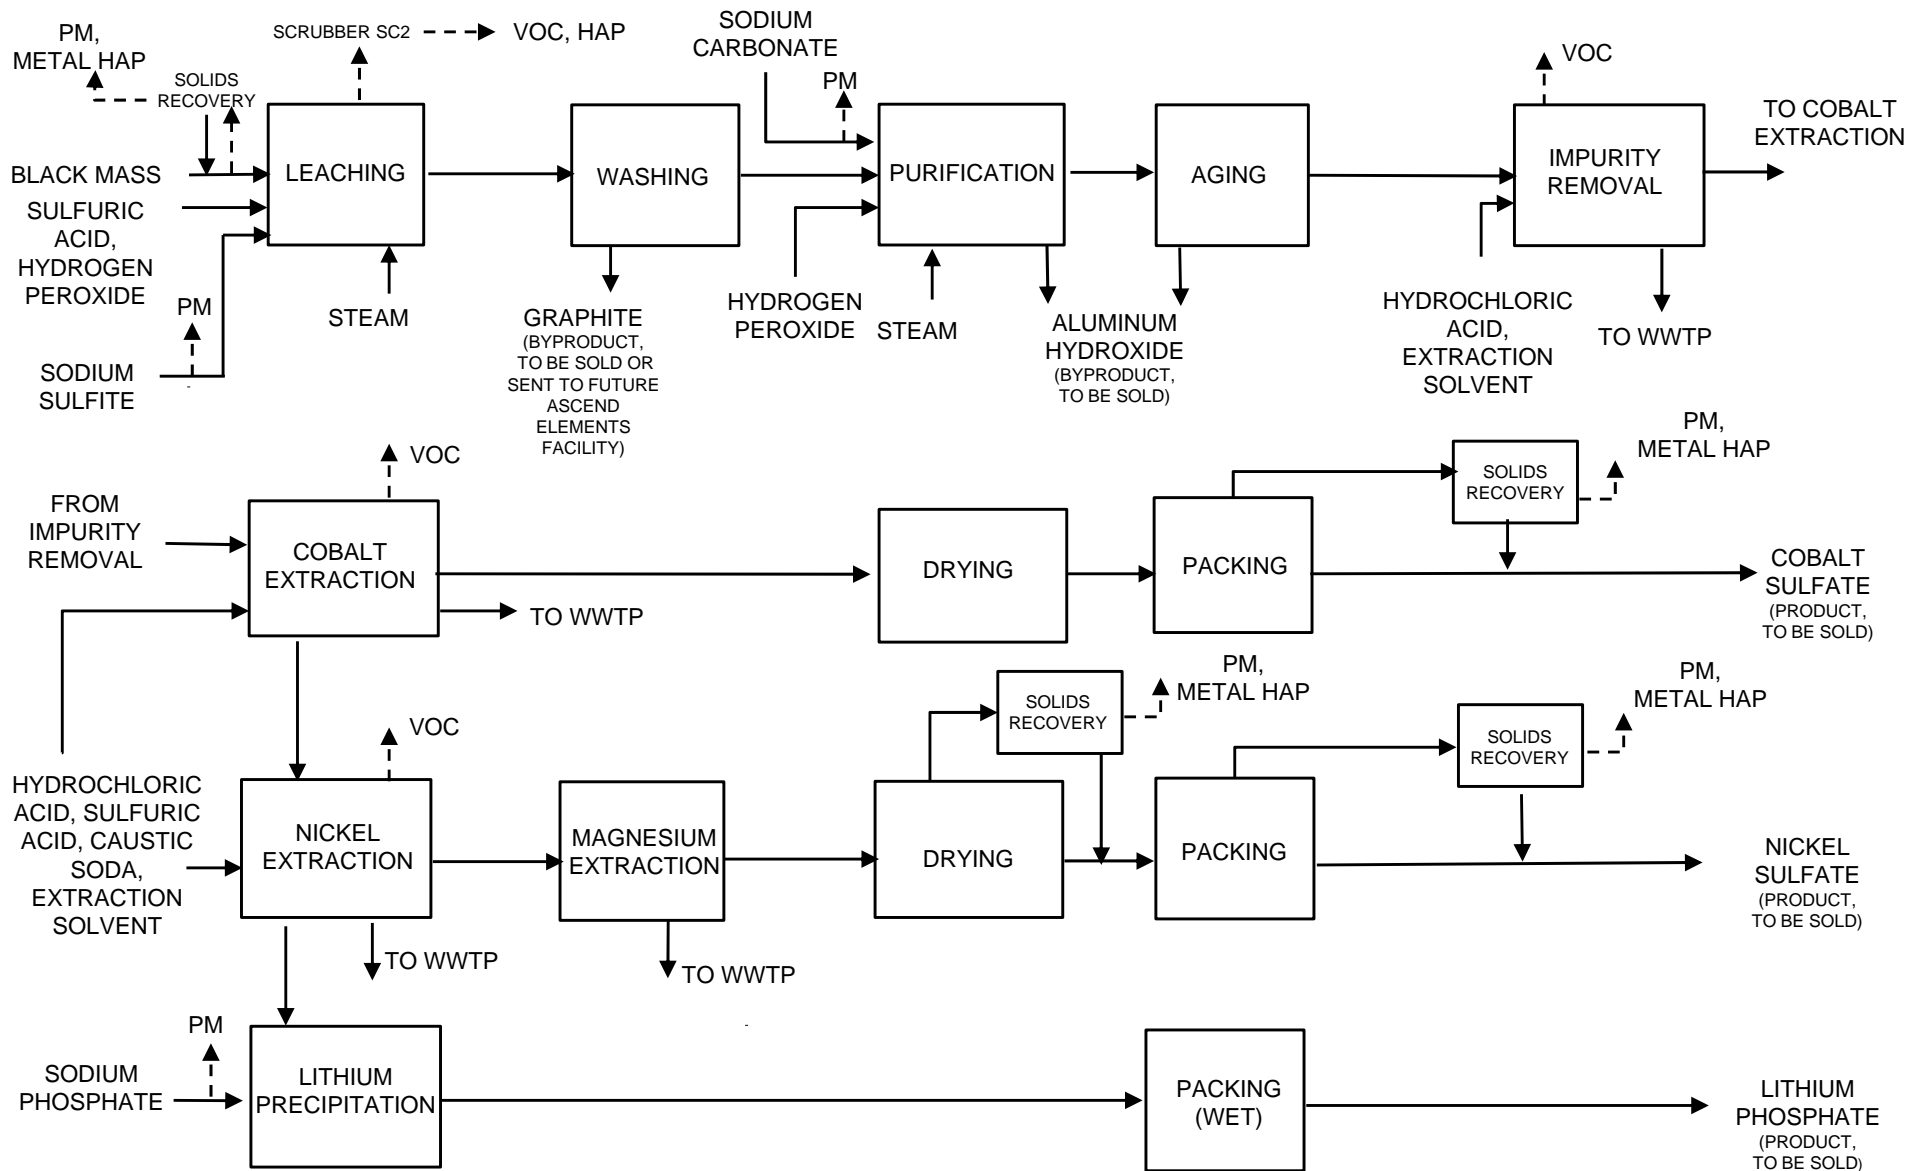 PM,
METAL HAP
SOLIDS
RECOVERY
SCRUBBER SC2
VOC, HAP
SODIUM
CARBONATE
PM
VOC
TO COBALT
EXTRACTION
BLACK MASS
LEACHING
WASHING
PURIFICATION
AGING
IMPURITY
REMOVAL
SULFURIC
ACID,
HYDROGEN
PEROXIDE
PM
SODIUM
SULFITE
STEAM
GRAPHITE
(BYPRODUCT,
TO BE SOLD OR
SENT TO FUTURE
ASCEND
ELEMENTS
FACILITY)
HYDROGEN
PEROXIDE
STEAM
ALUMINUM
HYDROXIDE
(BYPRODUCT,
TO BE SOLD)
HYDROCHLORIC
ACID,
EXTRACTION
SOLVENT
TO WWTP
VOC
FROM
IMPURITY
REMOVAL
COBALT
EXTRACTION
TO WWTP
DRYING
PACKING
SOLIDS
RECOVERY
PM,
METAL HAP
COBALT
SULFATE
(PRODUCT,
TO BE SOLD)
HYDROCHLORIC
ACID, SULFURIC
ACID, CAUSTIC
SODA,
EXTRACTION
SOLVENT
VOC
NICKEL
EXTRACTION
TO WWTP
MAGNESIUM
EXTRACTION
TO WWTP
DRYING
SOLIDS
RECOVERY
PM,
METAL HAP
PACKING
SOLIDS
RECOVERY
PM,
METAL HAP
NICKEL
SULFATE
(PRODUCT,
TO BE SOLD)
PM
SODIUM
PHOSPHATE
LITHIUM
PRECIPITATION
PACKING
(WET)
LITHIUM
PHOSPHATE
(PRODUCT,
TO BE SOLD)